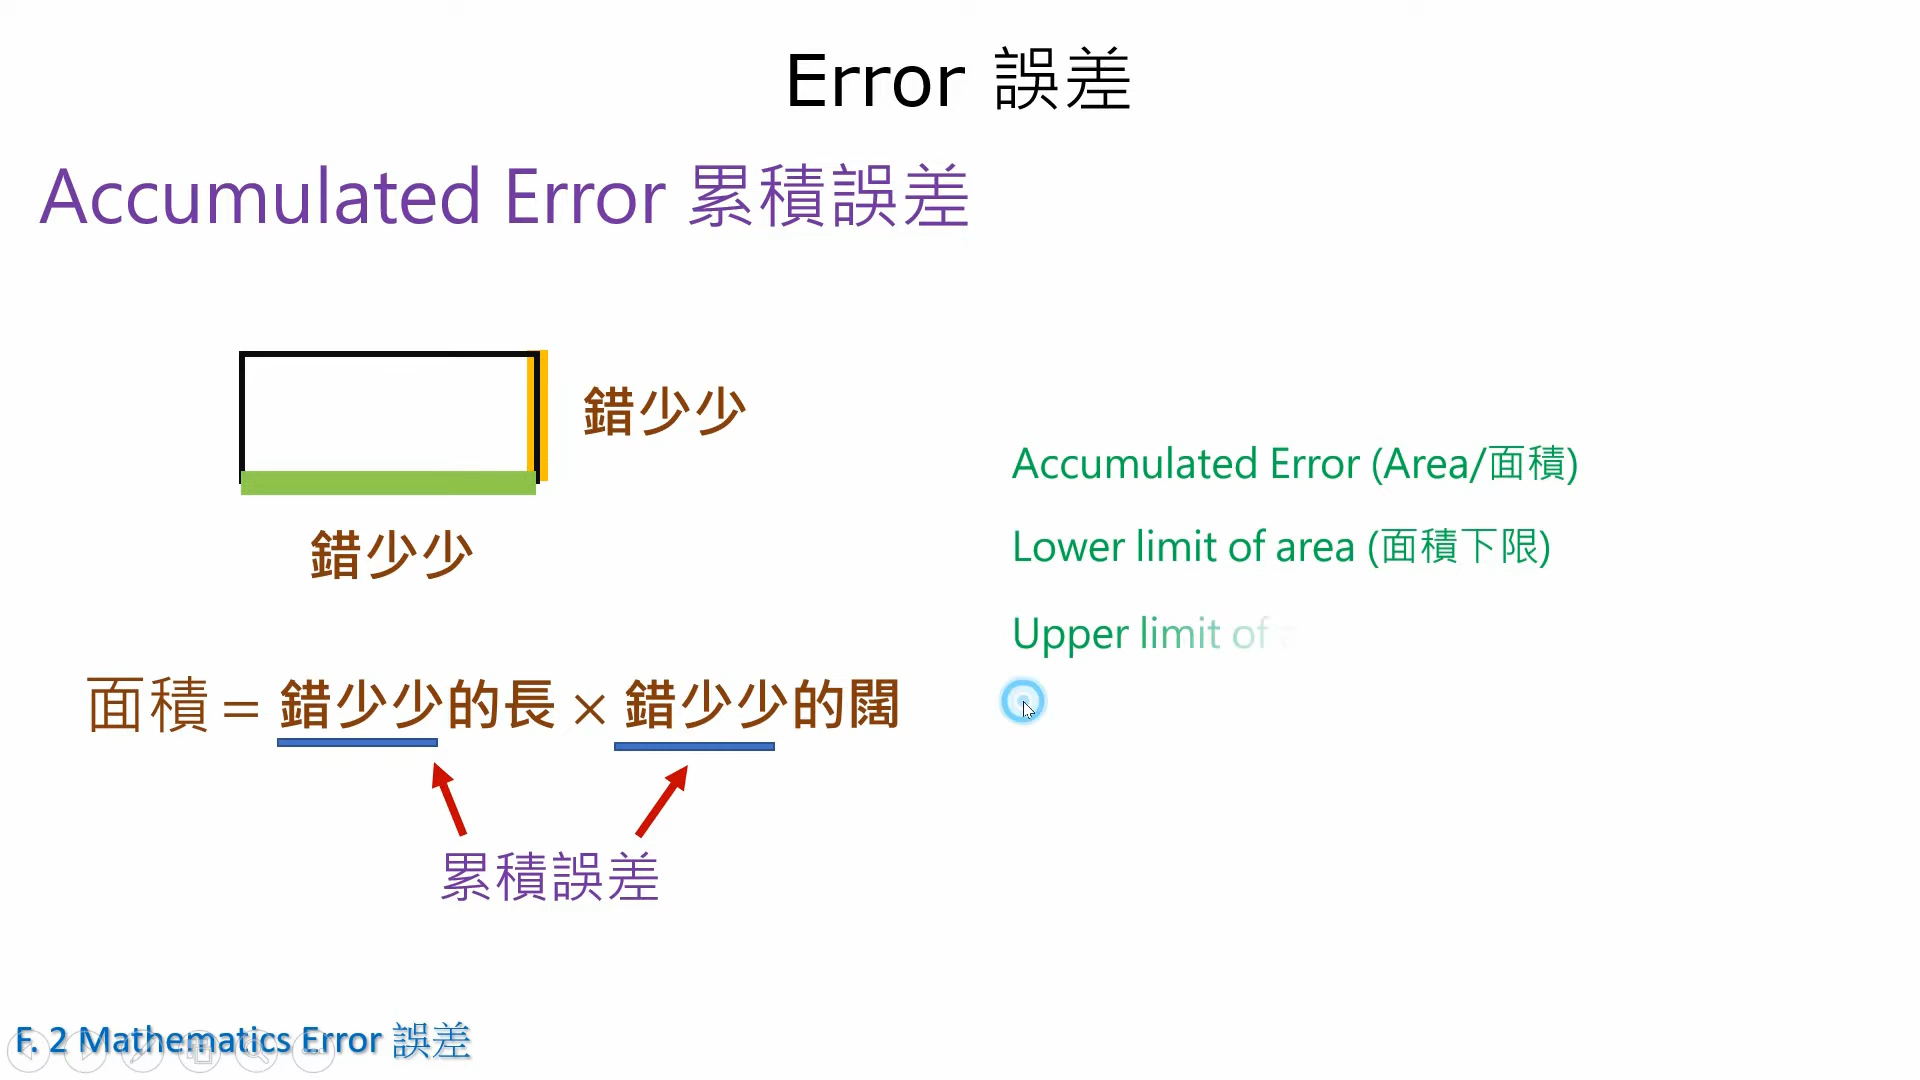 Error 誤差
Accumulated Error 累積誤差
錯少少
錯少少
面積 = 錯少少的長 × 錯少少的闊
累積誤差
Accumulated Error (Area/面積)
Lower limit of area (面積下限)
Upper limit of
F. 2 Mathematics Error 誤差